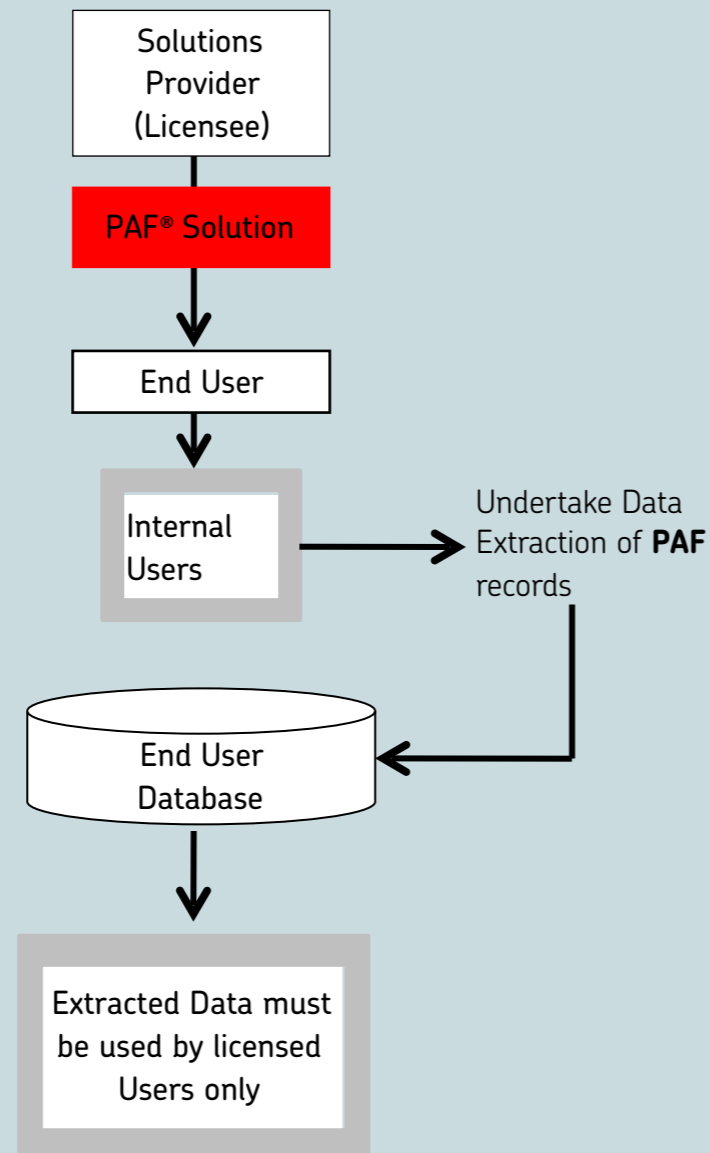 Solutions
Provider
(Licensee)
PAF® Solution
End User
Internal
Users
Undertake Data
Extraction of PAF
records
End User
Database
Extracted Data must
be used by licensed
Users only